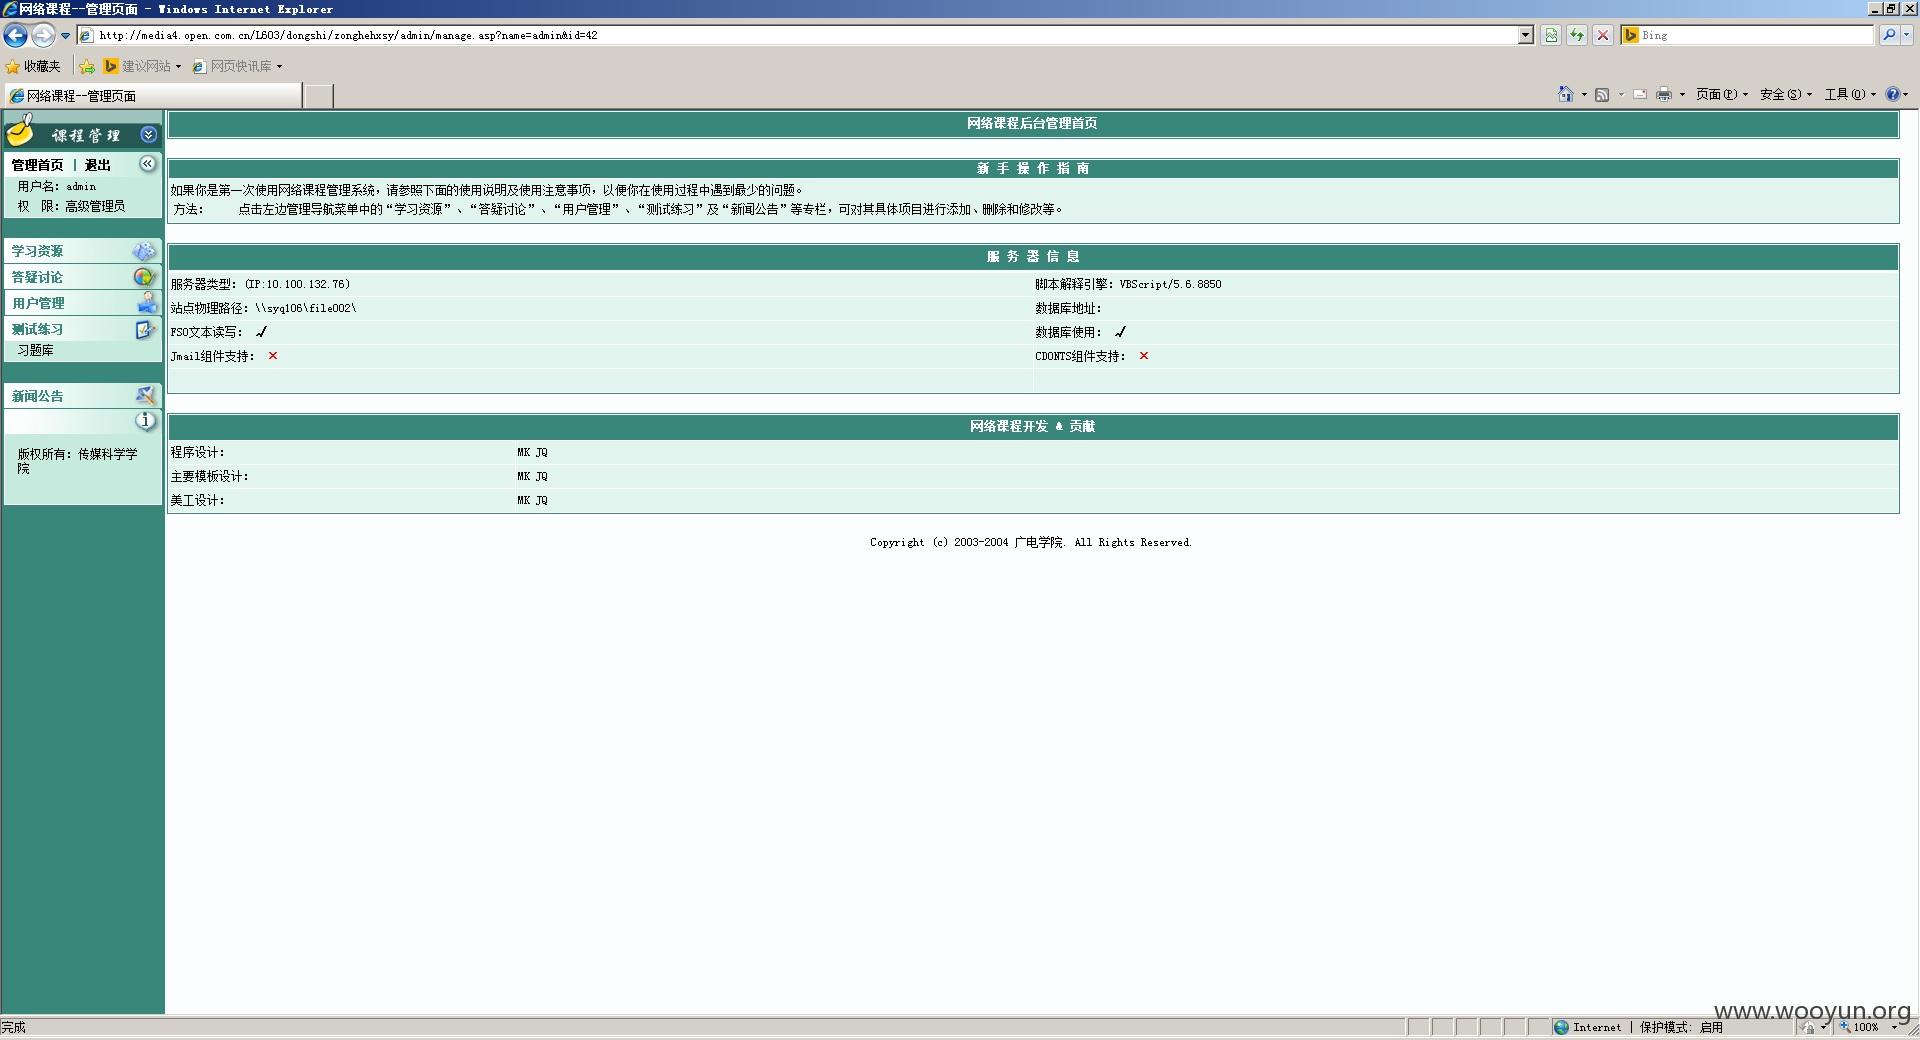 网络课程--管理页面 - Windows Internet Explorer
http://media4.open.com.cn/L603/dongshi/zonghehxsy/admin/manage.asp?name=admin&id=42
Bing
收藏夹
建议网站
网页快讯库
网络课程--管理页面
页面(P)
安全(S)
工具(O)
课程管理
管理首页 | 退出
用户名: admin
权 限: 高级管理员
学习资源
答疑讨论
用户管理
测试练习
习题库
新闻公告
版权所有: 传媒科学学
院
网络课程后台管理首页
新 手 操 作 指 南
如果你是第一次使用网络课程管理系统,请参照下面的使用说明及使用注意事项,以便你在使用过程中遇到最少的问题。
方法: 点击左边管理导航菜单中的“学习资源”、“答疑讨论”、“用户管理”、“测试练习”及“新闻公告”等专栏,可对其具体项目进行添加、删除和修改等。
服 务 器 信 息
服务器类型: (IP:10.100.132.76)
脚本解释引擎: VBScript/5.6.8850
站点物理路径: \\syq106\file002\
数据库地址:
FSO文本读写: ✓
数据库使用: ✓
Jmail组件支持: ×
CDONTS组件支持: ×
网络课程开发 & 贡献
程序设计: MK JQ
主要模板设计: MK JQ
美工设计: MK JQ
Copyright (c) 2003-2004 广电学院. All Rights Reserved.
www.wooyun.org
完成
Internet | 保护模式: 启用
100%